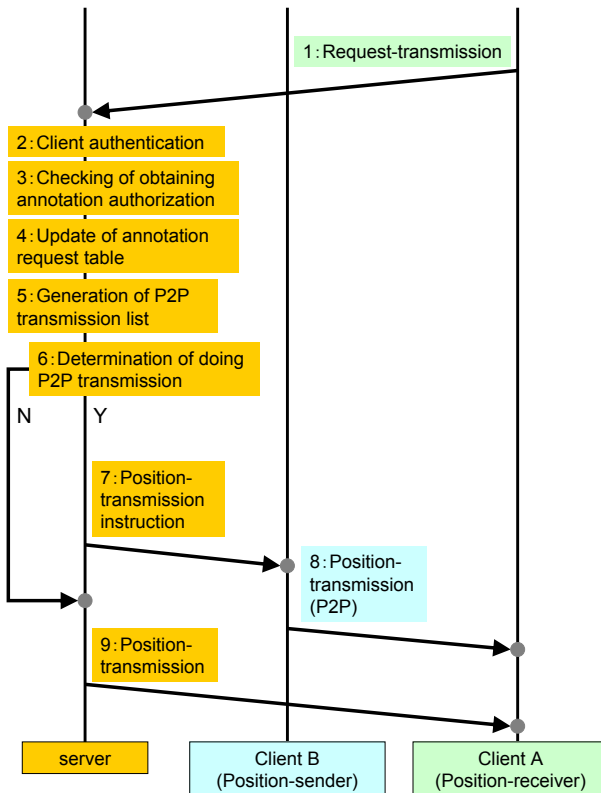 1:Request-transmission
2:Client authentication
3:Checking of obtaining
annotation authorization
4:Update of annotation
request table
5:Generation of P2P
transmission list
6:Determination of doing
P2P transmission
N
Y
7:Position-
transmission
instruction
8:Position-
transmission
(P2P)
9:Position-
transmission
server
Client B
(Position-sender)
Client A
(Position-receiver)